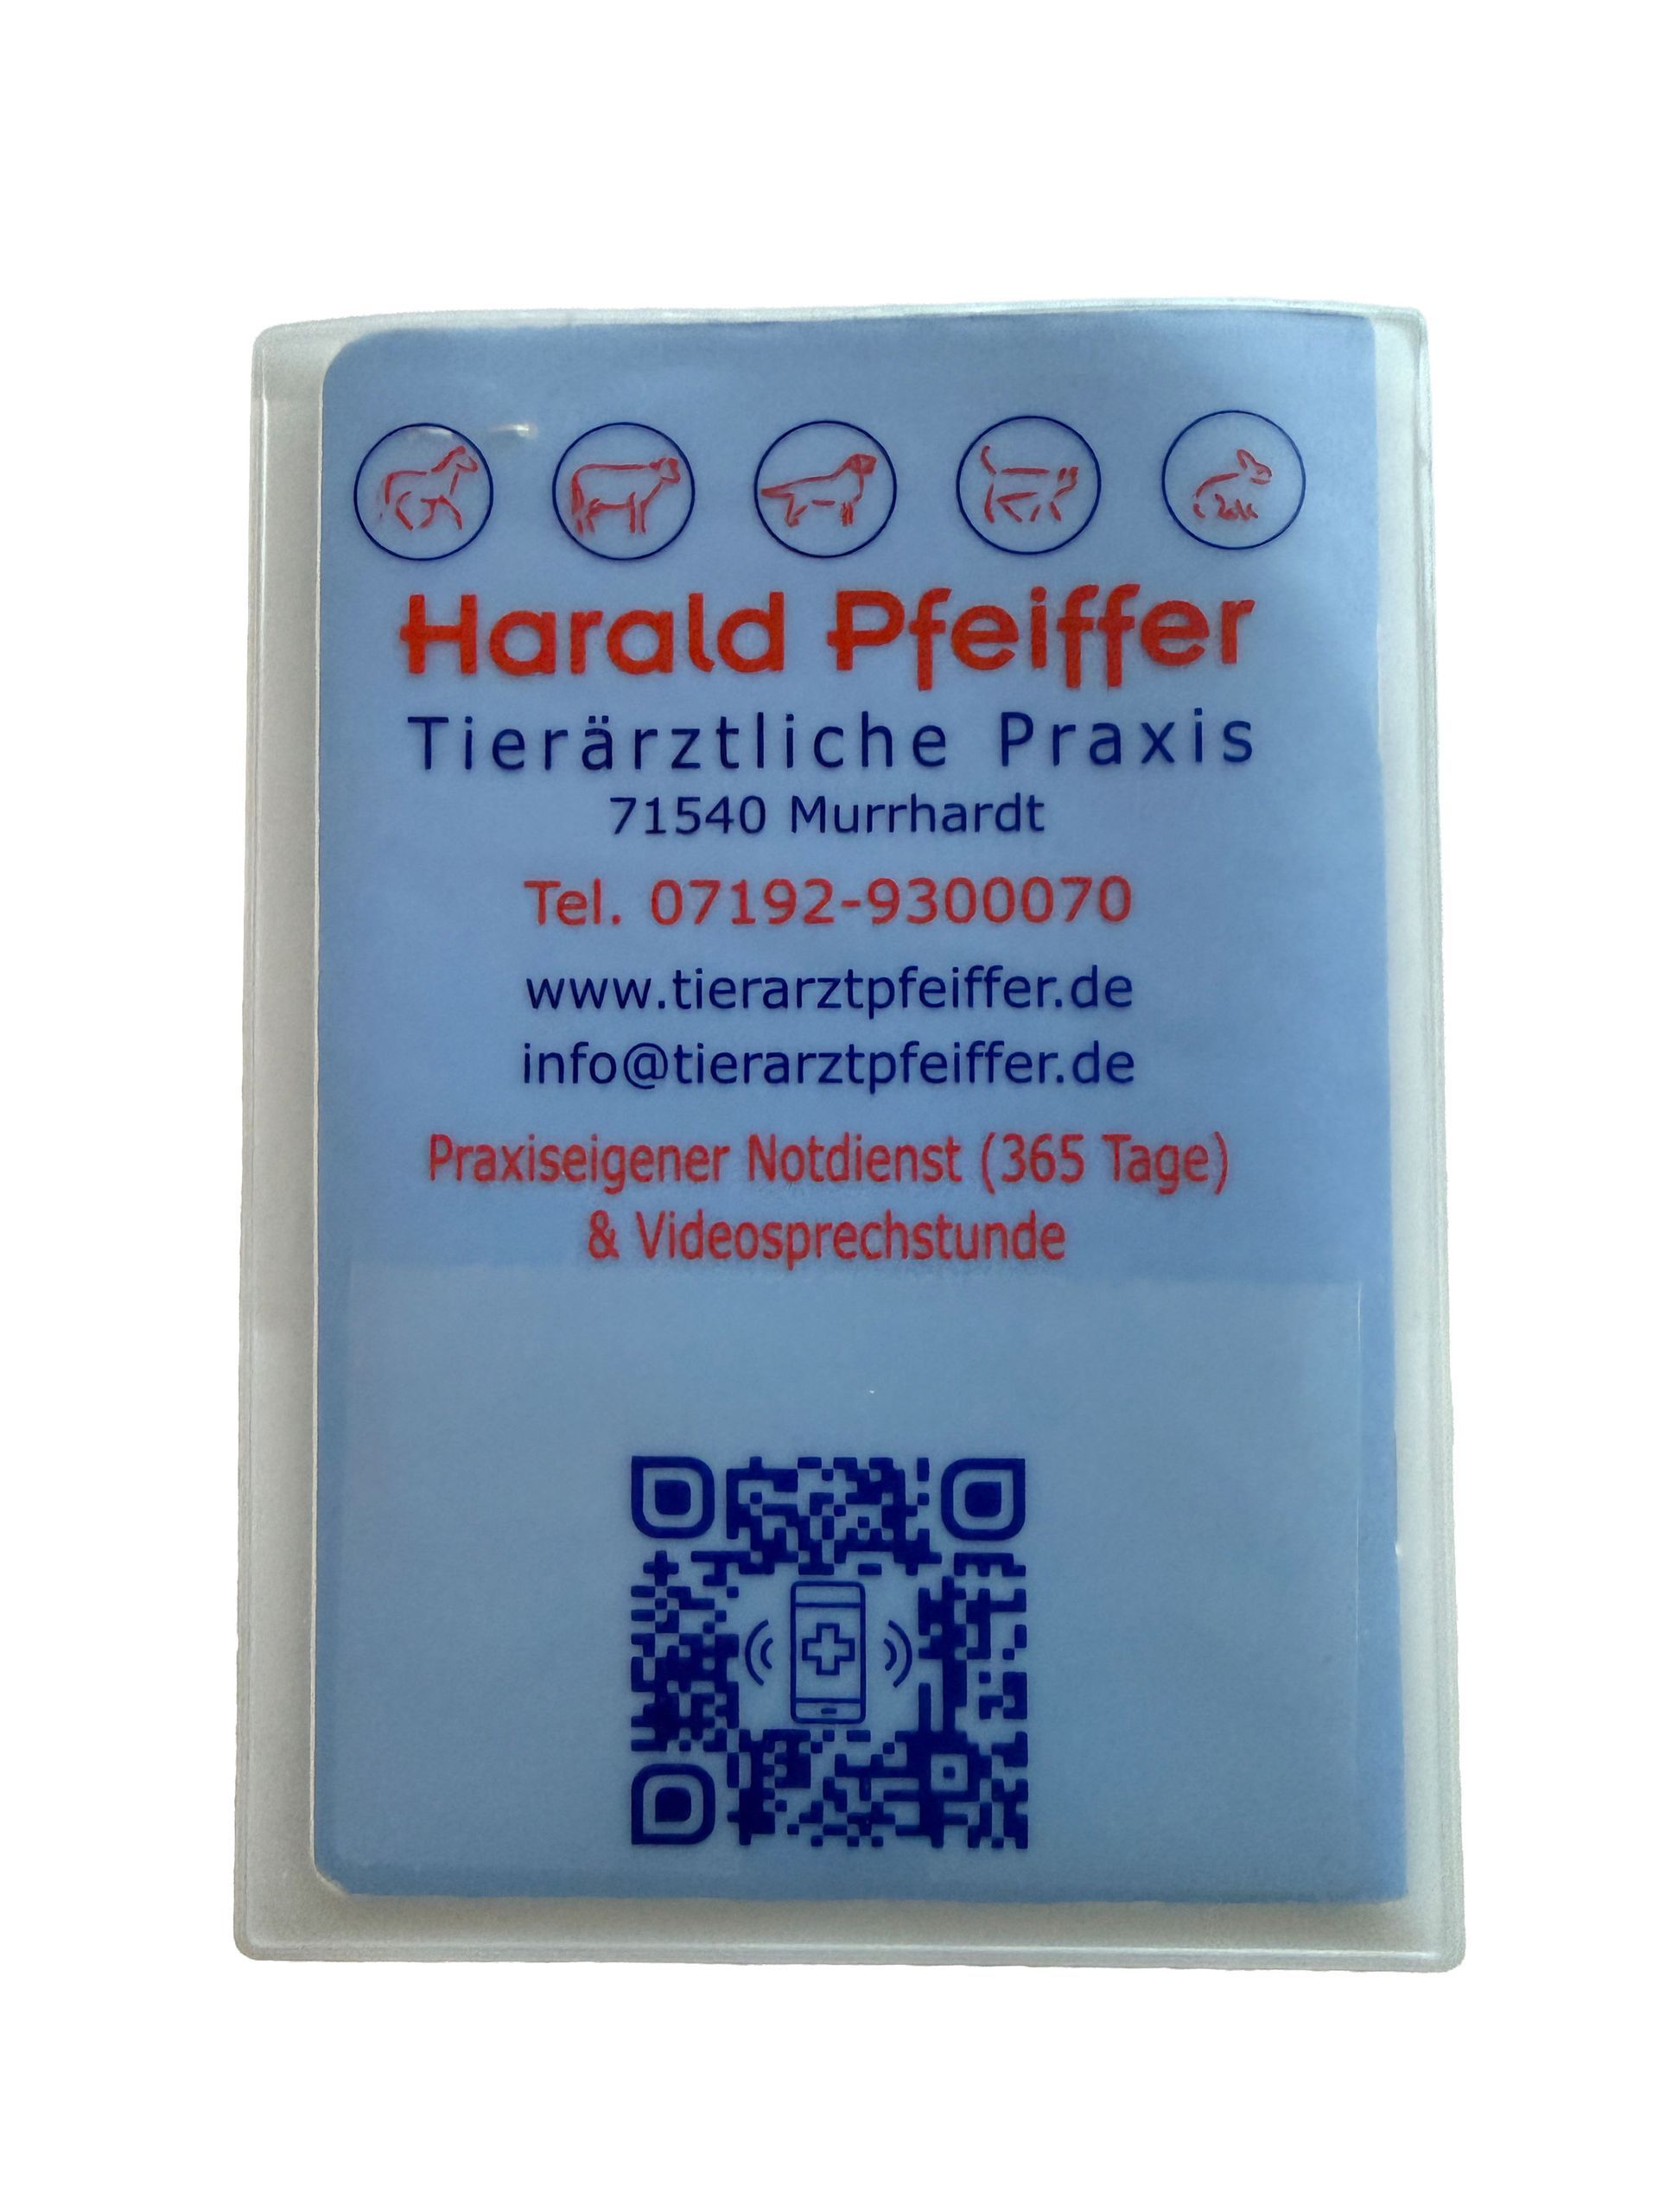 Harald Pfeiffer
Tierärztliche Praxis
71540 Murrhardt
Tel. 07192-9300070
www.tierarztpfeiffer.de
info@tierarztpfeiffer.de
Praxiseigener Notdienst (365 Tage)
& Videosprechstunde